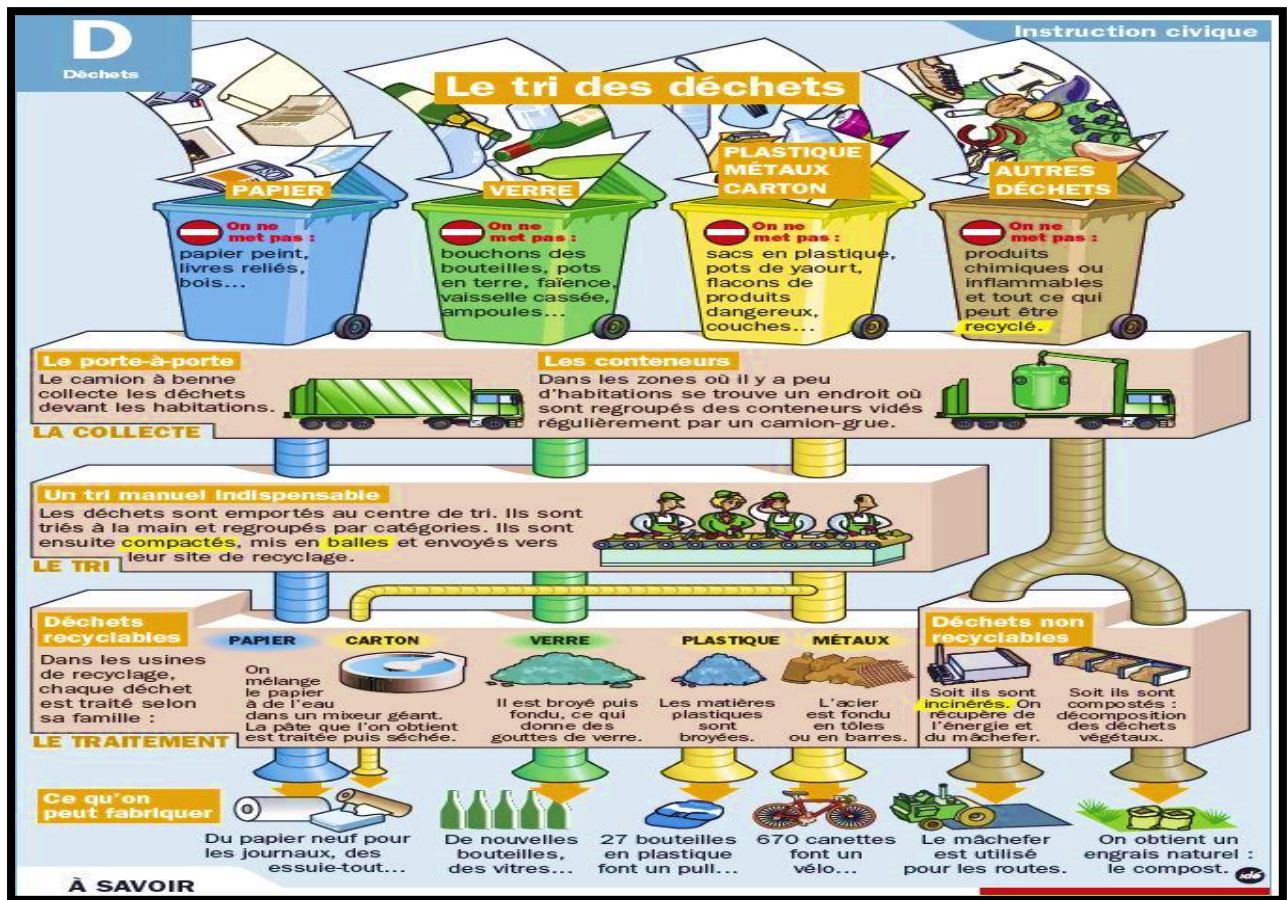 D
Déchets
Instruction civique
Le tri des déchets
PAPIER
VERRE
PLASTIQUE
MÉTAUX
CARTON
AUTRES
DÉCHETS
On ne
met pas :
papier peint,
livres reliés,
bois...
On ne
met pas :
bouchons des
bouteilles, pots
en terre, faïence,
vaisselle cassée,
ampoules...
On ne
met pas :
sacs en plastique,
pots de yaourt,
flacons de
produits
dangereux,
couches...
On ne
met pas :
produits
chimiques ou
inflammables
et tout ce qui
peut être
recyclé.
Le porte-à-porte
Le camion à benne
collecte les déchets
devant les habitations.
Les conteneurs
Dans les zones où il y a peu
d'habitations se trouve un endroit où
sont regroupés des conteneurs vidés
régulièrement par un camion-grue.
LA COLLECTE
Un tri manuel indispensable
Les déchets sont emportés au centre de tri. Ils sont
triés à la main et regroupés par catégories. Ils sont
ensuite compactés, mis en balles et envoyés vers
leur site de recyclage.
LE TRI
Déchets
recyclables
Dans les usines
de recyclage,
chaque déchet
est traité selon
sa famille :
PAPIER
CARTON
On
mélange
le papier
à de l'eau
dans un mixeur géant.
La pâte que l'on obtient
est traitée puis séchée.
VERRE
Il est broyé puis
fondu, ce qui
donne des
gouttes de verre.
PLASTIQUE
Les matières
plastiques
sont
broyées.
MÉTAUX
L'acier
est fondu
en tôles
ou en barres.
Déchets non
recyclables
Soit ils sont
incinérés. On
récupère de
l'énergie et
du mâchefer.
Soit ils sont
compostés :
décomposition
des déchets
végétaux.
LE TRAITEMENT
Ce qu'on
peut fabriquer
Du papier neuf pour
les journaux, des
essuie-tout...
De nouvelles
bouteilles,
des vitres...
27 bouteilles
en plastique
font un pull...
670 canettes
font un
vélo...
Le mâchefer
est utilisé
pour les routes.
On obtient un
engrais naturel :
le compost.
idé
À SAVOIR